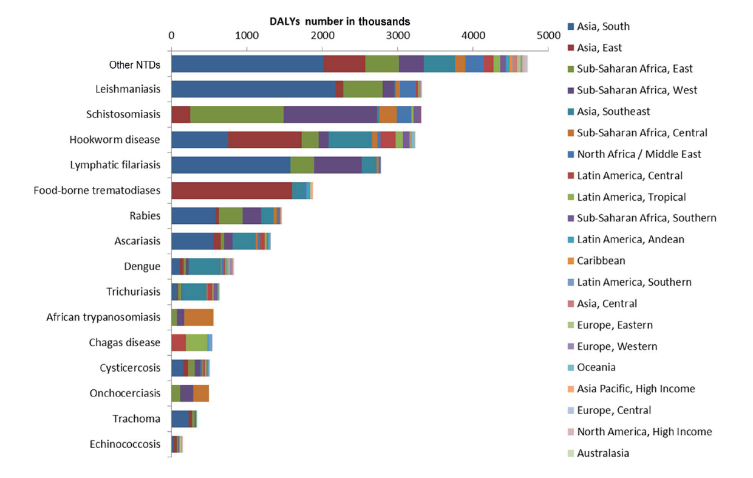 DALYs number in thousands
0 1000 2000 3000 4000 5000
Other NTDs
Leishmaniasis
Schistosomiasis
Hookworm disease
Lymphatic filariasis
Food-borne trematodiases
Rabies
Ascariasis
Dengue
Trichuriasis
African trypanosomiasis
Chagas disease
Cysticercosis
Onchocerciasis
Trachoma
Echinococcosis
Asia, South
Asia, East
Sub-Saharan Africa, East
Sub-Saharan Africa, West
Asia, Southeast
Sub-Saharan Africa, Central
North Africa / Middle East
Latin America, Central
Latin America, Tropical
Sub-Saharan Africa, Southern
Latin America, Andean
Caribbean
Latin America, Southern
Asia, Central
Europe, Eastern
Europe, Western
Oceania
Asia Pacific, High Income
Europe, Central
North America, High Income
Australasia